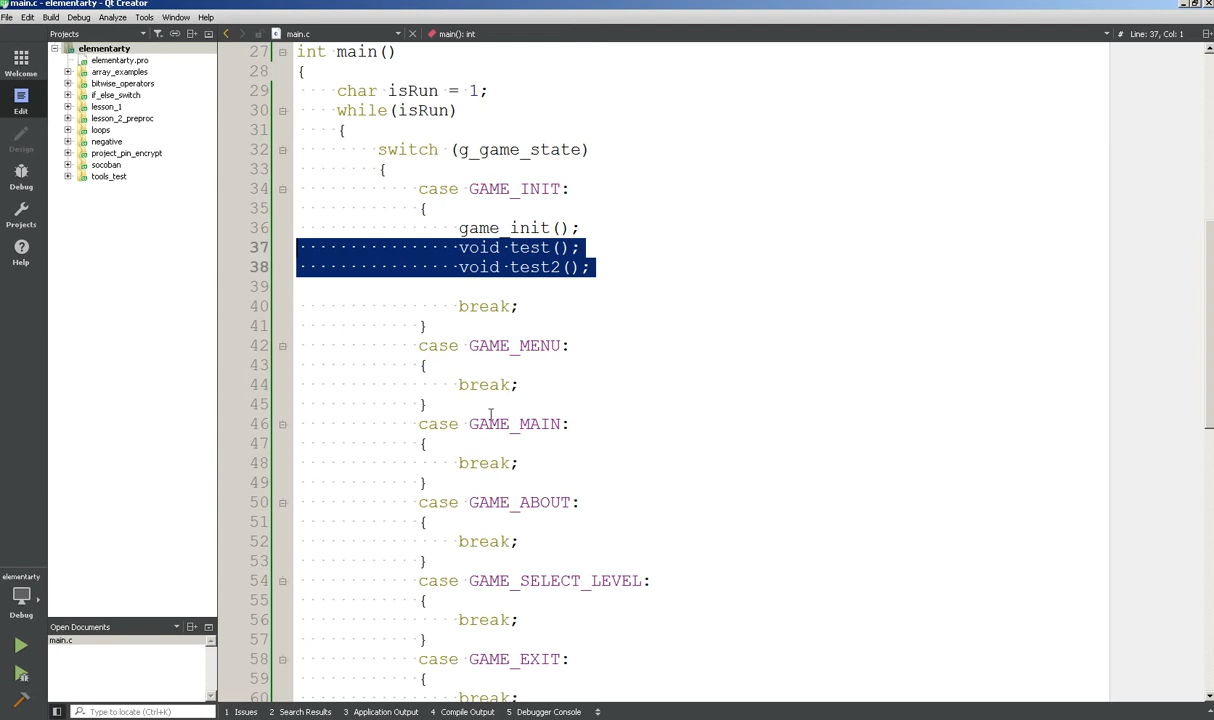 main.c - elementarty - Qt Creator
File Edit Build Debug Analyze Tools Window Help
Projects
main.c
main(): int
# Line: 37, Col: 1
Welcome
Edit
Design
Debug
Projects
Help
elementarty
Debug
elementarty
elementarty.pro
array_examples
bitwise_operators
if_else_switch
lesson_1
lesson_2_preproc
loops
negative
project_pin_encrypt
socoban
tools_test
Open Documents
main.c
27 int main()
28 {
29 char isRun = 1;
30 while(isRun)
31 {
32 switch (g_game_state)
33 {
34 case GAME_INIT:
35 {
36 game_init();
37 void test();
38 void test2();
39
40 break;
41 }
42 case GAME_MENU:
43 {
44 break;
45 }
46 case GAME_MAIN:
47 {
48 break;
49 }
50 case GAME_ABOUT:
51 {
52 break;
53 }
54 case GAME_SELECT_LEVEL:
55 {
56 break;
57 }
58 case GAME_EXIT:
59 {
60 break;
Type to locate (Ctrl+K)
1 Issues 2 Search Results 3 Application Output 4 Compile Output 5 Debugger Console